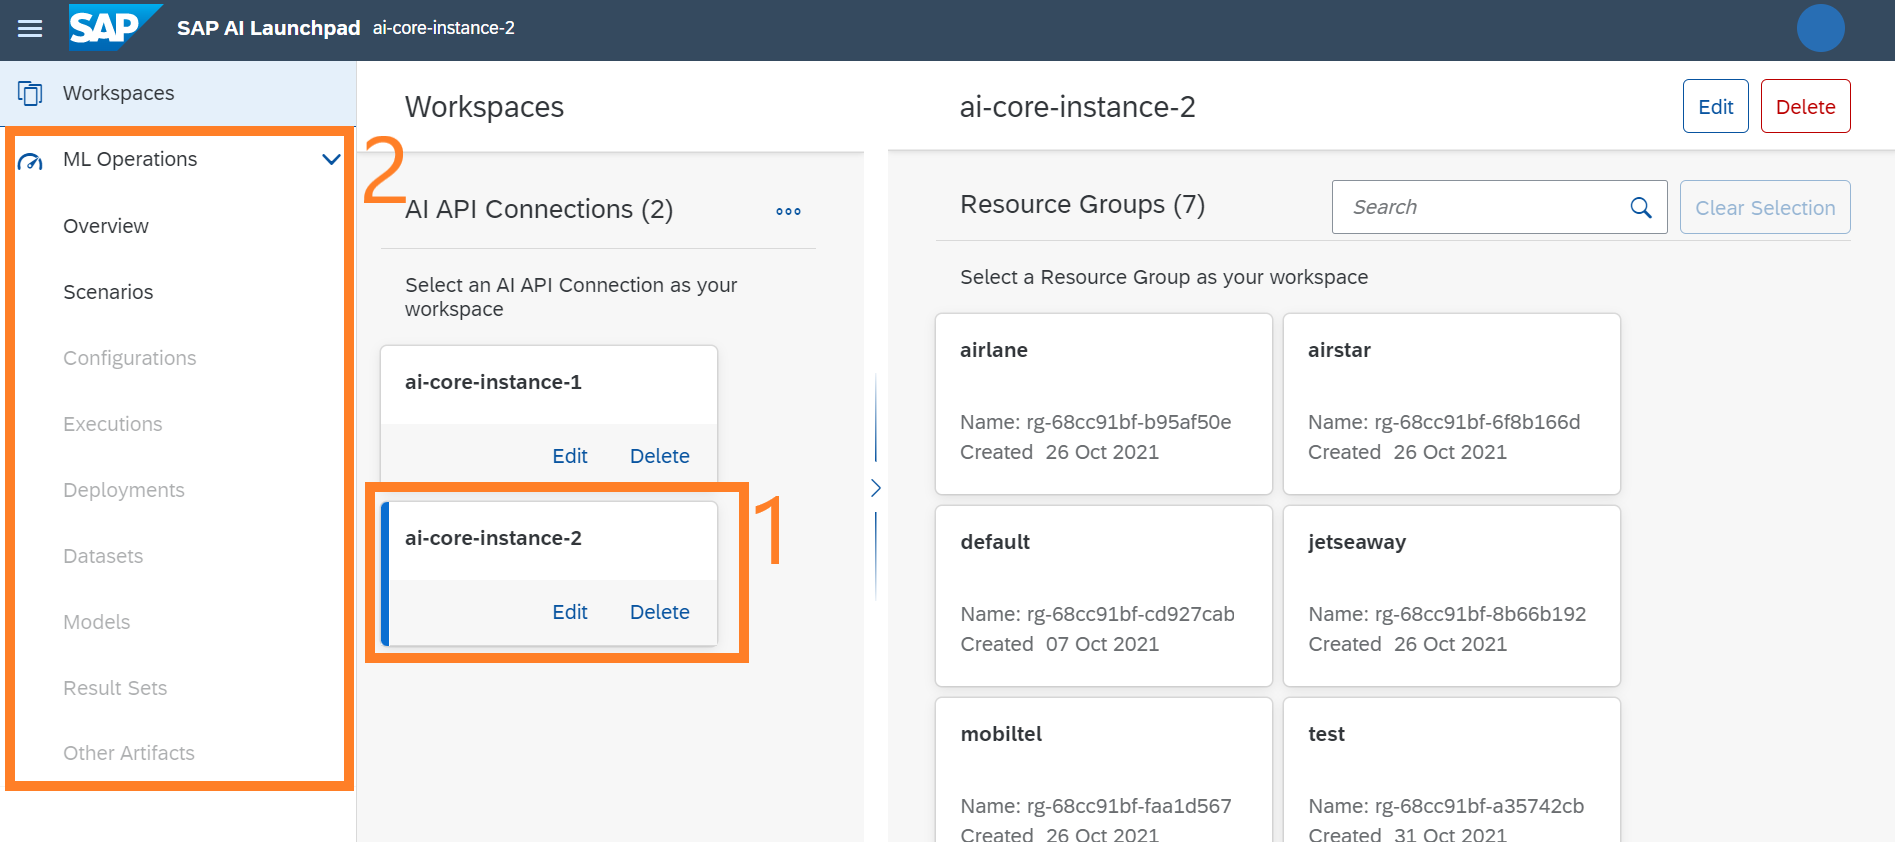 SAP SAP AI Launchpad ai-core-instance-2
Workspaces
ML Operations
Overview
Scenarios
Configurations
Executions
Deployments
Datasets
Models
Result Sets
Other Artifacts
2
Workspaces
AI API Connections (2)
Select an AI API Connection as your
workspace
ai-core-instance-1
Edit Delete
ai-core-instance-2
Edit Delete
1
ai-core-instance-2
Edit Delete
Resource Groups (7)
Search
Clear Selection
Select a Resource Group as your workspace
airlane
Name: rg-68cc91bf-b95af50e
Created 26 Oct 2021
airstar
Name: rg-68cc91bf-6f8b166d
Created 26 Oct 2021
default
Name: rg-68cc91bf-cd927cab
Created 07 Oct 2021
jetseaway
Name: rg-68cc91bf-8b66b192
Created 26 Oct 2021
mobiltel
Name: rg-68cc91bf-faa1d567
Created 26 Oct 2021
test
Name: rg-68cc91bf-a35742cb
Created 31 Oct 2021